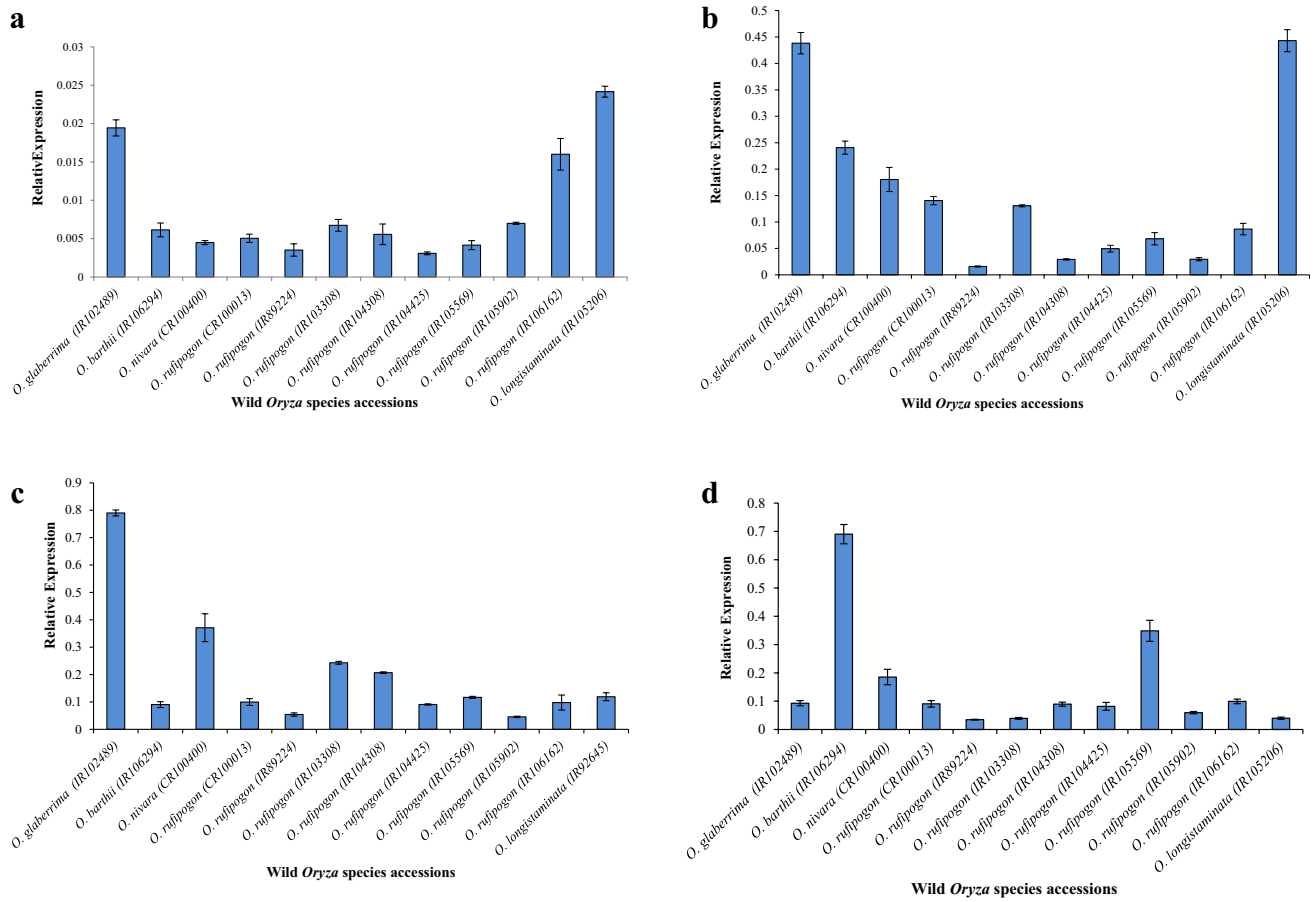 a
0.03
0.025
0.02
0.015
0.01
0.005
0
RelativExpression
O. glaberrima (IR102489)
O. barthii (IR106294)
O. nivara (CR100400)
O. rufipogon (CR100013)
O. rufipogon (IR89224)
O. rufipogon (IR103308)
O. rufipogon (IR104308)
O. rufipogon (IR104425)
O. rufipogon (IR105569)
O. rufipogon (IR105902)
O. rufipogon (IR106162)
O. longistaminata (IR105206)
Wild Oryza species accessions
b
0.5
0.45
0.4
0.35
0.3
0.25
0.2
0.15
0.1
0.05
0
Relative Expression
O. glaberrima (IR102489)
O. barthii (IR106294)
O. nivara (CR100400)
O. rufipogon (CR100013)
O. rufipogon (IR89224)
O. rufipogon (IR103308)
O. rufipogon (IR104308)
O. rufipogon (IR104425)
O. rufipogon (IR105569)
O. rufipogon (IR105902)
O. rufipogon (IR106162)
O. longistaminata (IR105206)
Wild Oryza species accessions
c
0.9
0.8
0.7
0.6
0.5
0.4
0.3
0.2
0.1
0
Relative Expression
O. glaberrima (IR102489)
O. barthii (IR106294)
O. nivara (CR100400)
O. rufipogon (CR100013)
O. rufipogon (IR89224)
O. rufipogon (IR103308)
O. rufipogon (IR104308)
O. rufipogon (IR104425)
O. rufipogon (IR105569)
O. rufipogon (IR105902)
O. rufipogon (IR106162)
O. longistaminata (IR92645)
Wild Oryza species accessions
d
0.8
0.7
0.6
0.5
0.4
0.3
0.2
0.1
0
Relative Expression
O. glaberrima (IR102489)
O. barthii (IR106294)
O. nivara (CR100400)
O. rufipogon (CR100013)
O. rufipogon (IR89224)
O. rufipogon (IR103308)
O. rufipogon (IR104308)
O. rufipogon (IR104425)
O. rufipogon (IR105569)
O. rufipogon (IR105902)
O. rufipogon (IR106162)
O. longistaminata (IR105206)
Wild Oryza species accessions